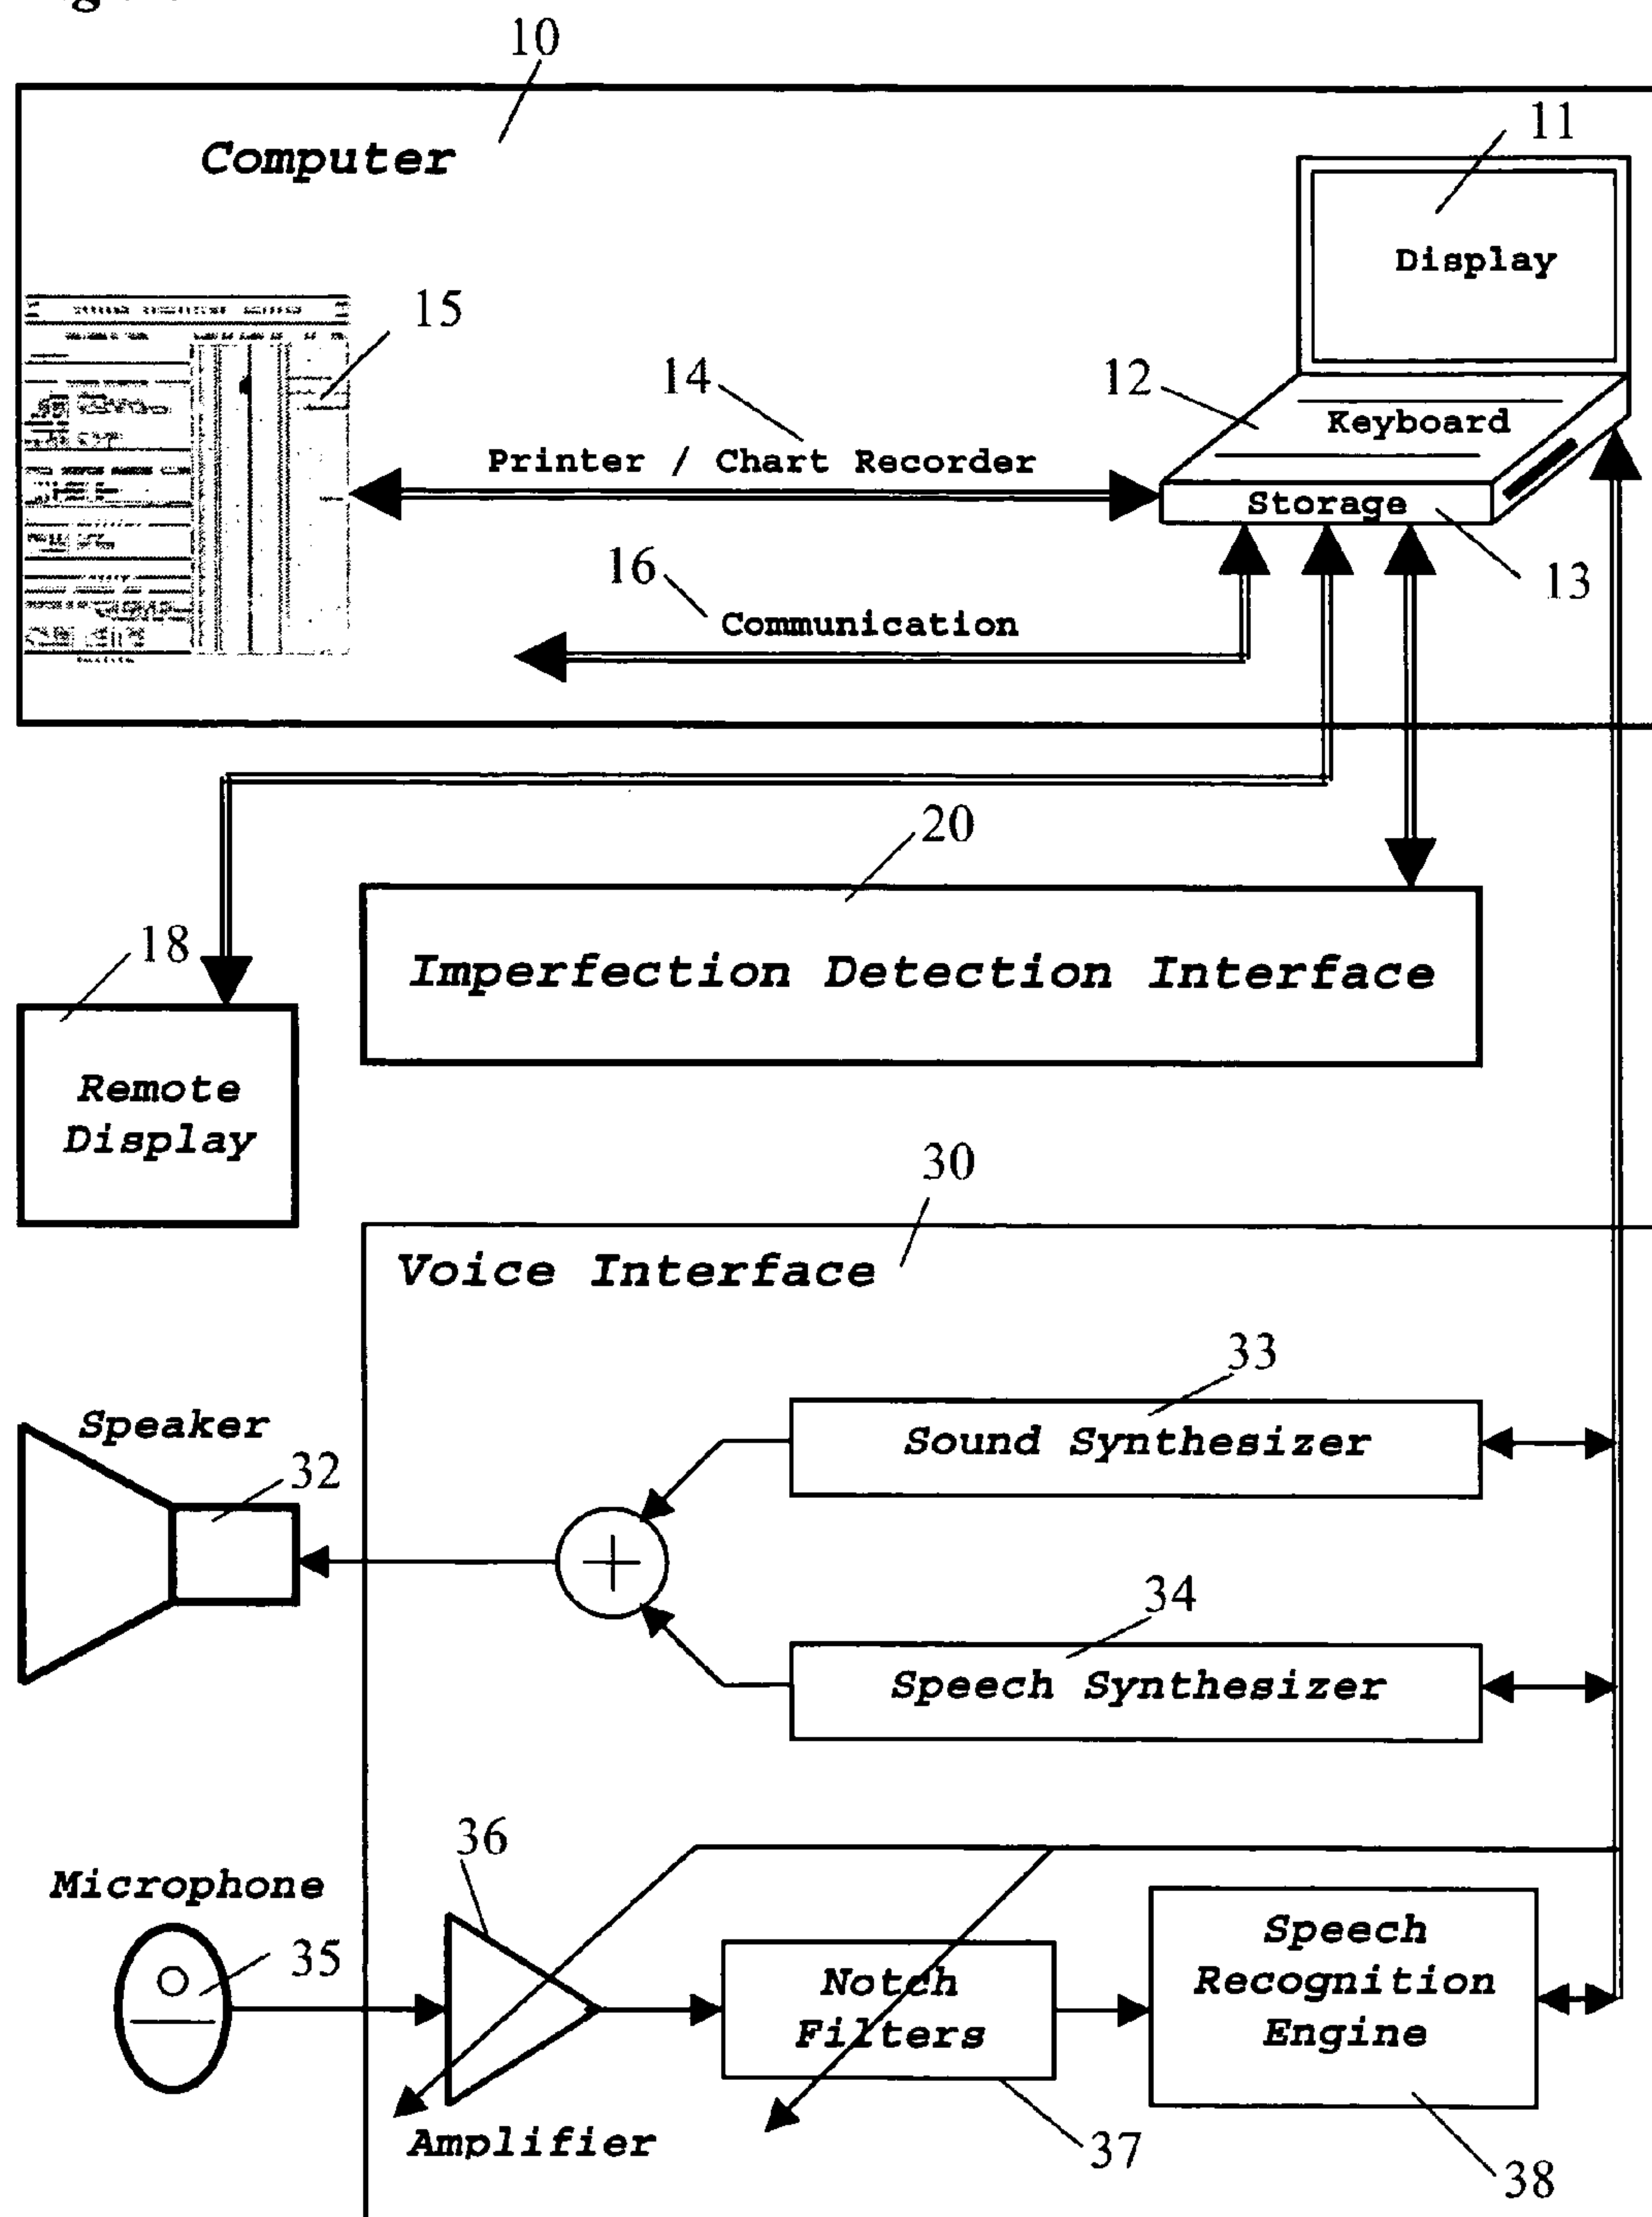 10
Computer
11
Display
15
14
12
Keyboard
Printer / Chart Recorder
Storage
16
13
Communication
20
18
Imperfection Detection Interface
Remote
Display
30
Voice Interface
33
Speaker
Sound Synthesizer
32
34
Speech Synthesizer
36
Microphone
Speech
35
Notch
Recognition
Filters
Engine
Amplifier
37
38